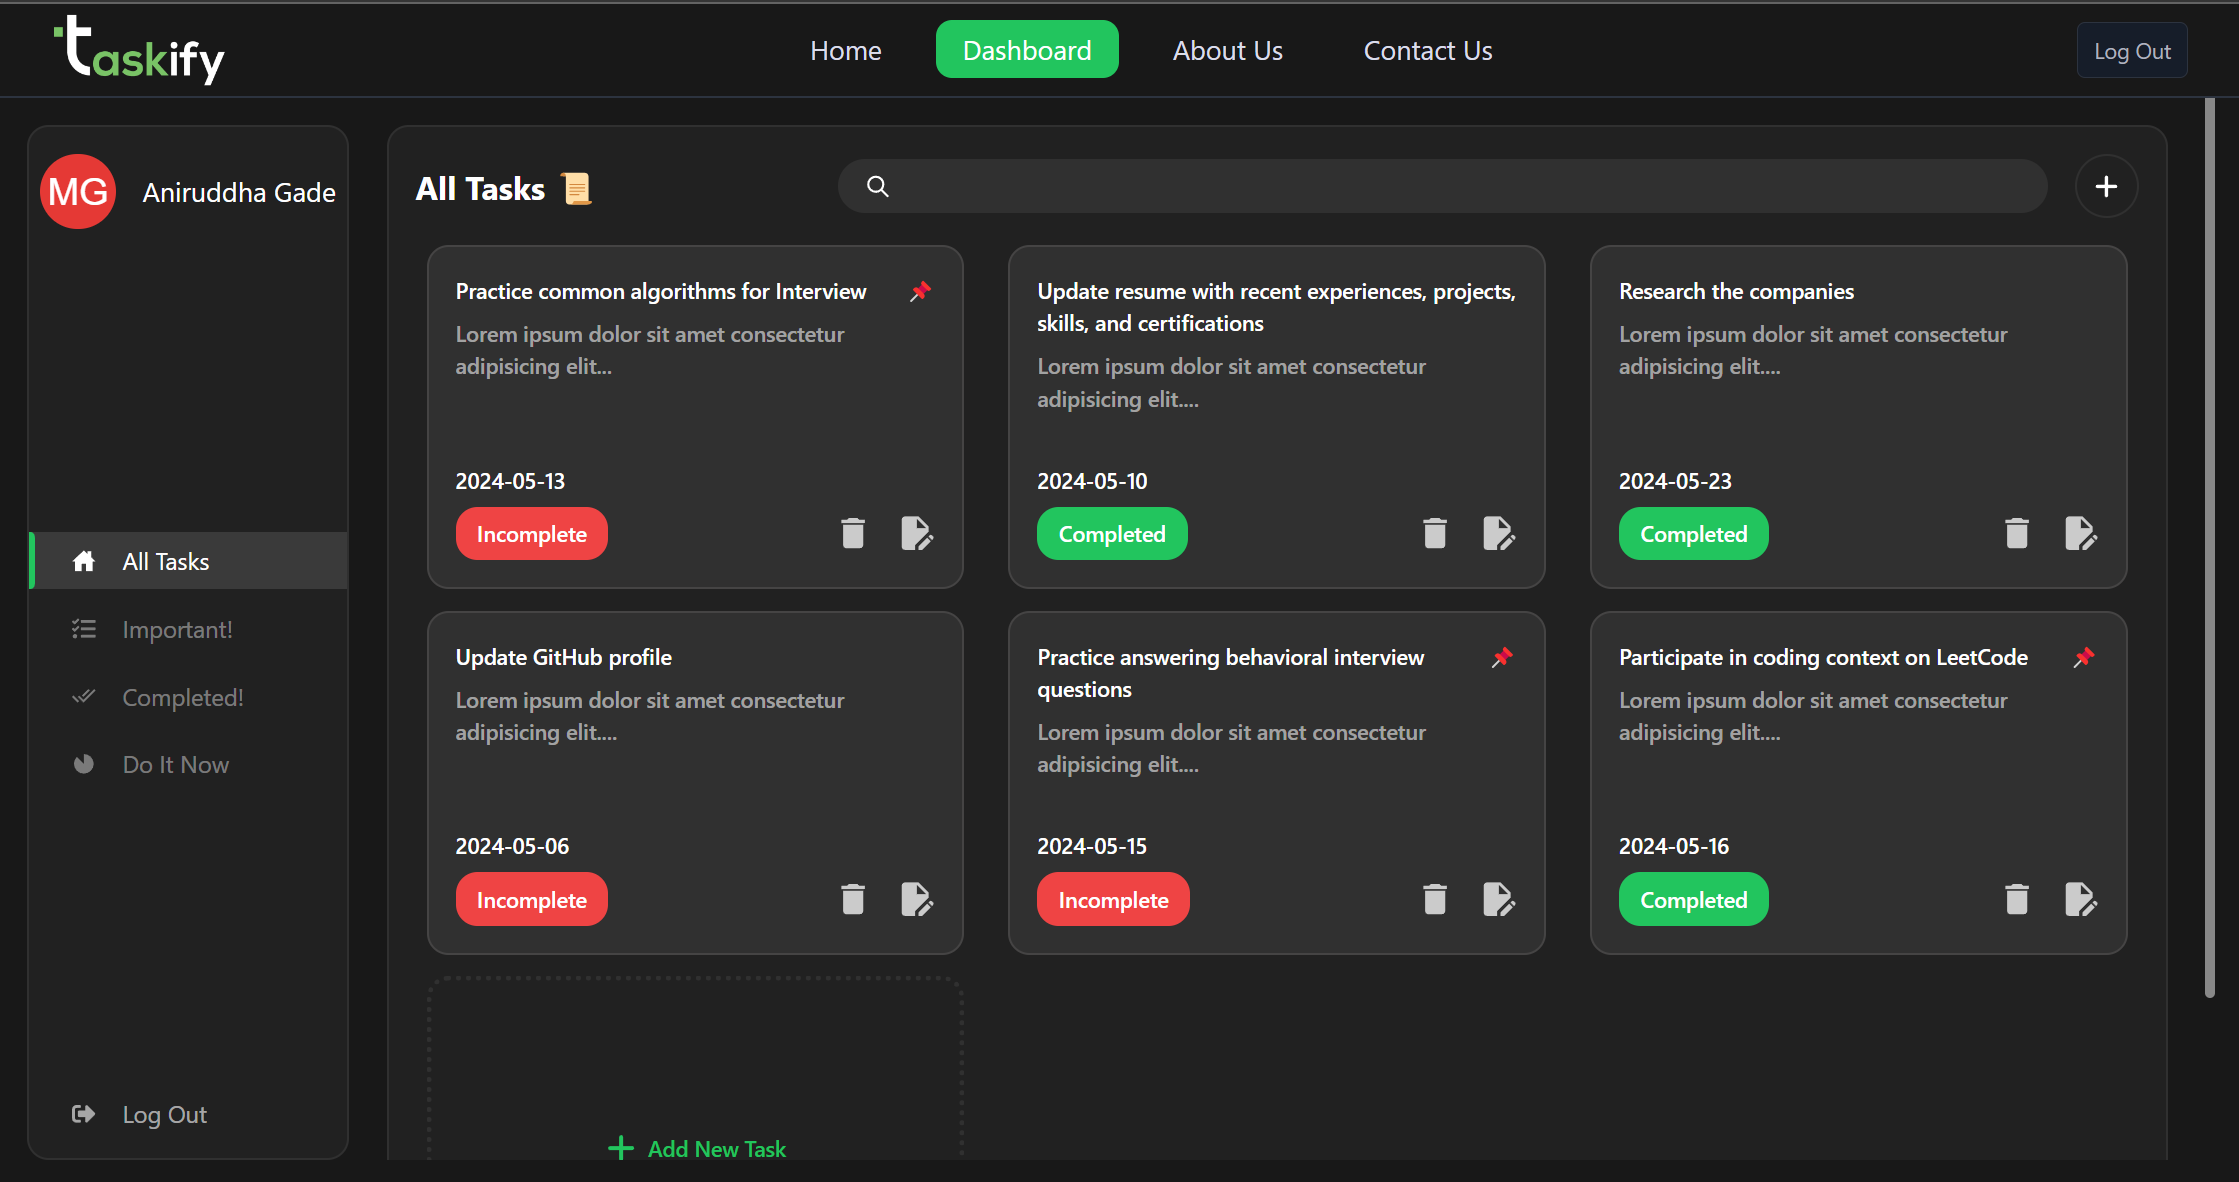 taskify
Home
Dashboard
About Us
Contact Us
Log Out
MG
Aniruddha Gade
All Tasks
Important!
Completed!
Do It Now
Log Out
All Tasks 📜
Practice common algorithms for Interview
Lorem ipsum dolor sit amet consectetur
adipisicing elit...
2024-05-13
Incomplete
Update resume with recent experiences, projects,
skills, and certifications
Lorem ipsum dolor sit amet consectetur
adipisicing elit....
2024-05-10
Completed
Research the companies
Lorem ipsum dolor sit amet consectetur
adipisicing elit....
2024-05-23
Completed
Update GitHub profile
Lorem ipsum dolor sit amet consectetur
adipisicing elit....
2024-05-06
Incomplete
Practice answering behavioral interview
questions
Lorem ipsum dolor sit amet consectetur
adipisicing elit....
2024-05-15
Incomplete
Participate in coding context on LeetCode
Lorem ipsum dolor sit amet consectetur
adipisicing elit....
2024-05-16
Completed
Add New Task